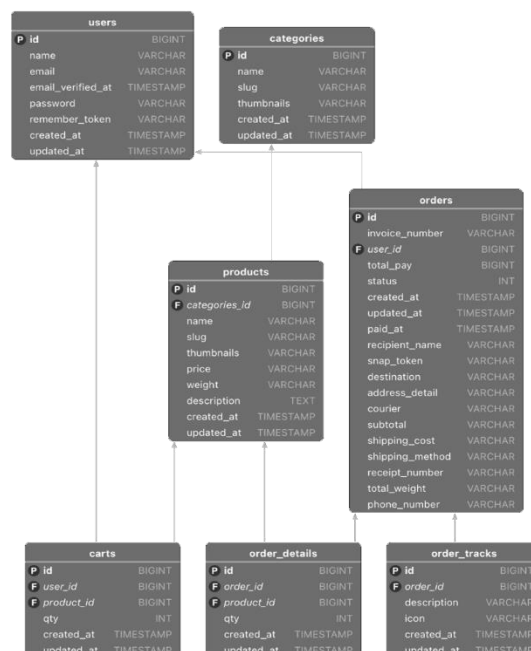 users
P id BIGINT
name VARCHAR
email VARCHAR
email_verified_at TIMESTAMP
password VARCHAR
remember_token VARCHAR
created_at TIMESTAMP
updated_at TIMESTAMP
categories
P id BIGINT
name VARCHAR
slug VARCHAR
thumbnails VARCHAR
created_at TIMESTAMP
updated_at TIMESTAMP
orders
P id BIGINT
invoice_number VARCHAR
F user_id BIGINT
total_pay BIGINT
status INT
created_at TIMESTAMP
updated_at TIMESTAMP
paid_at TIMESTAMP
recipient_name VARCHAR
snap_token VARCHAR
destination VARCHAR
address_detail VARCHAR
courier VARCHAR
subtotal VARCHAR
shipping_cost VARCHAR
shipping_method VARCHAR
receipt_number VARCHAR
total_weight VARCHAR
phone_number VARCHAR
products
P id BIGINT
F categories_id BIGINT
name VARCHAR
slug VARCHAR
thumbnails VARCHAR
price VARCHAR
weight VARCHAR
description TEXT
created_at TIMESTAMP
updated_at TIMESTAMP
carts
P id BIGINT
F user_id BIGINT
F product_id BIGINT
qty INT
created_at TIMESTAMP
updated_at TIMESTAMP
order_details
P id BIGINT
F order_id BIGINT
F product_id BIGINT
qty INT
created_at TIMESTAMP
updated_at TIMESTAMP
order_tracks
P id BIGINT
F order_id BIGINT
description VARCHAR
icon VARCHAR
created_at TIMESTAMP
updated_at TIMESTAMP